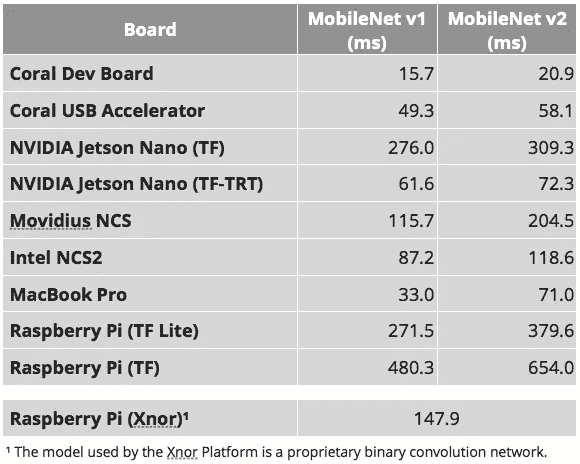 Board MobileNet v1 (ms) MobileNet v2 (ms)
Coral Dev Board 15.7 20.9
Coral USB Accelerator 49.3 58.1
NVIDIA Jetson Nano (TF) 276.0 309.3
NVIDIA Jetson Nano (TF-TRT) 61.6 72.3
Movidius NCS 115.7 204.5
Intel NCS2 87.2 118.6
MacBook Pro 33.0 71.0
Raspberry Pi (TF Lite) 271.5 379.6
Raspberry Pi (TF) 480.3 654.0
Raspberry Pi (Xnor)¹ 147.9
¹ The model used by the Xnor Platform is a proprietary binary convolution network.